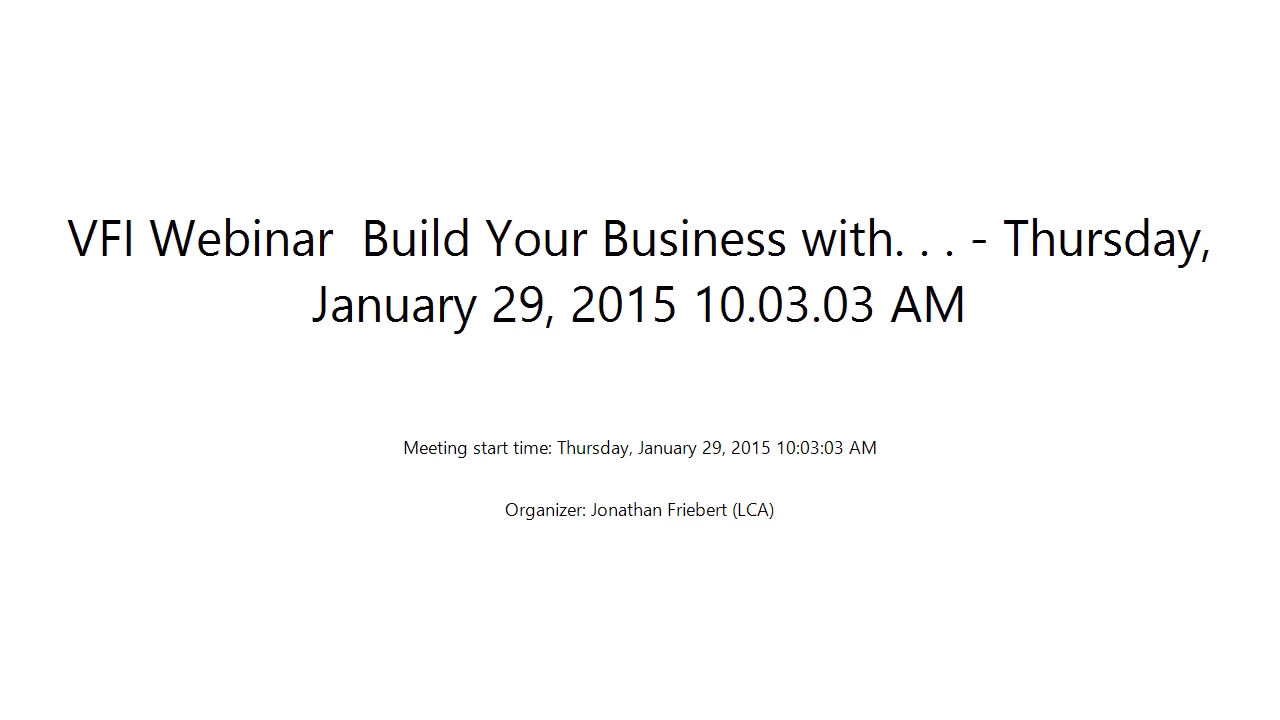 VFI Webinar  Build Your Business with. . . - Thursday,
January 29, 2015 10.03.03 AM
Meeting start time: Thursday, January 29, 2015 10:03:03 AM
Organizer: Jonathan Friebert (LCA)